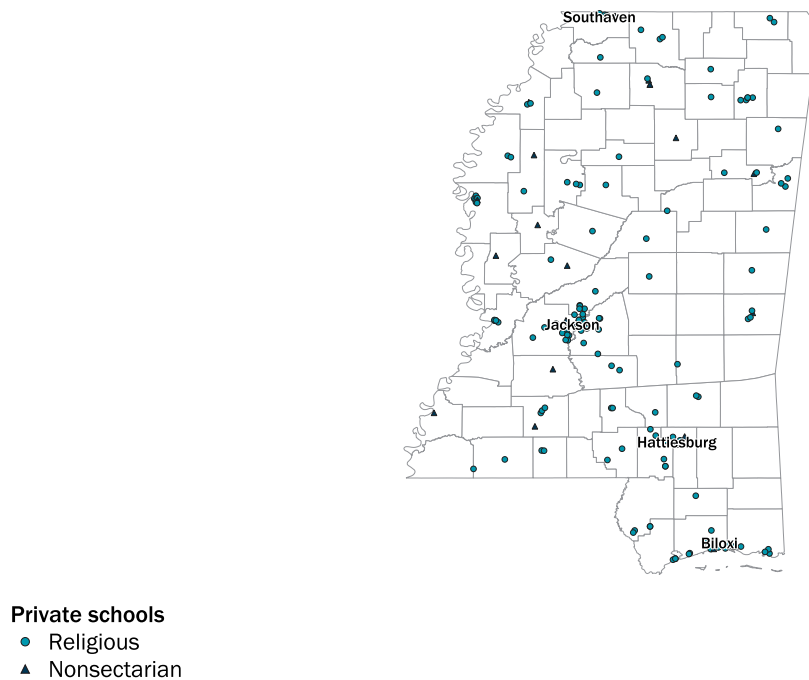 Southaven
Jackson
Hattiesburg
Biloxi
Private schools
Religious
Nonsectarian